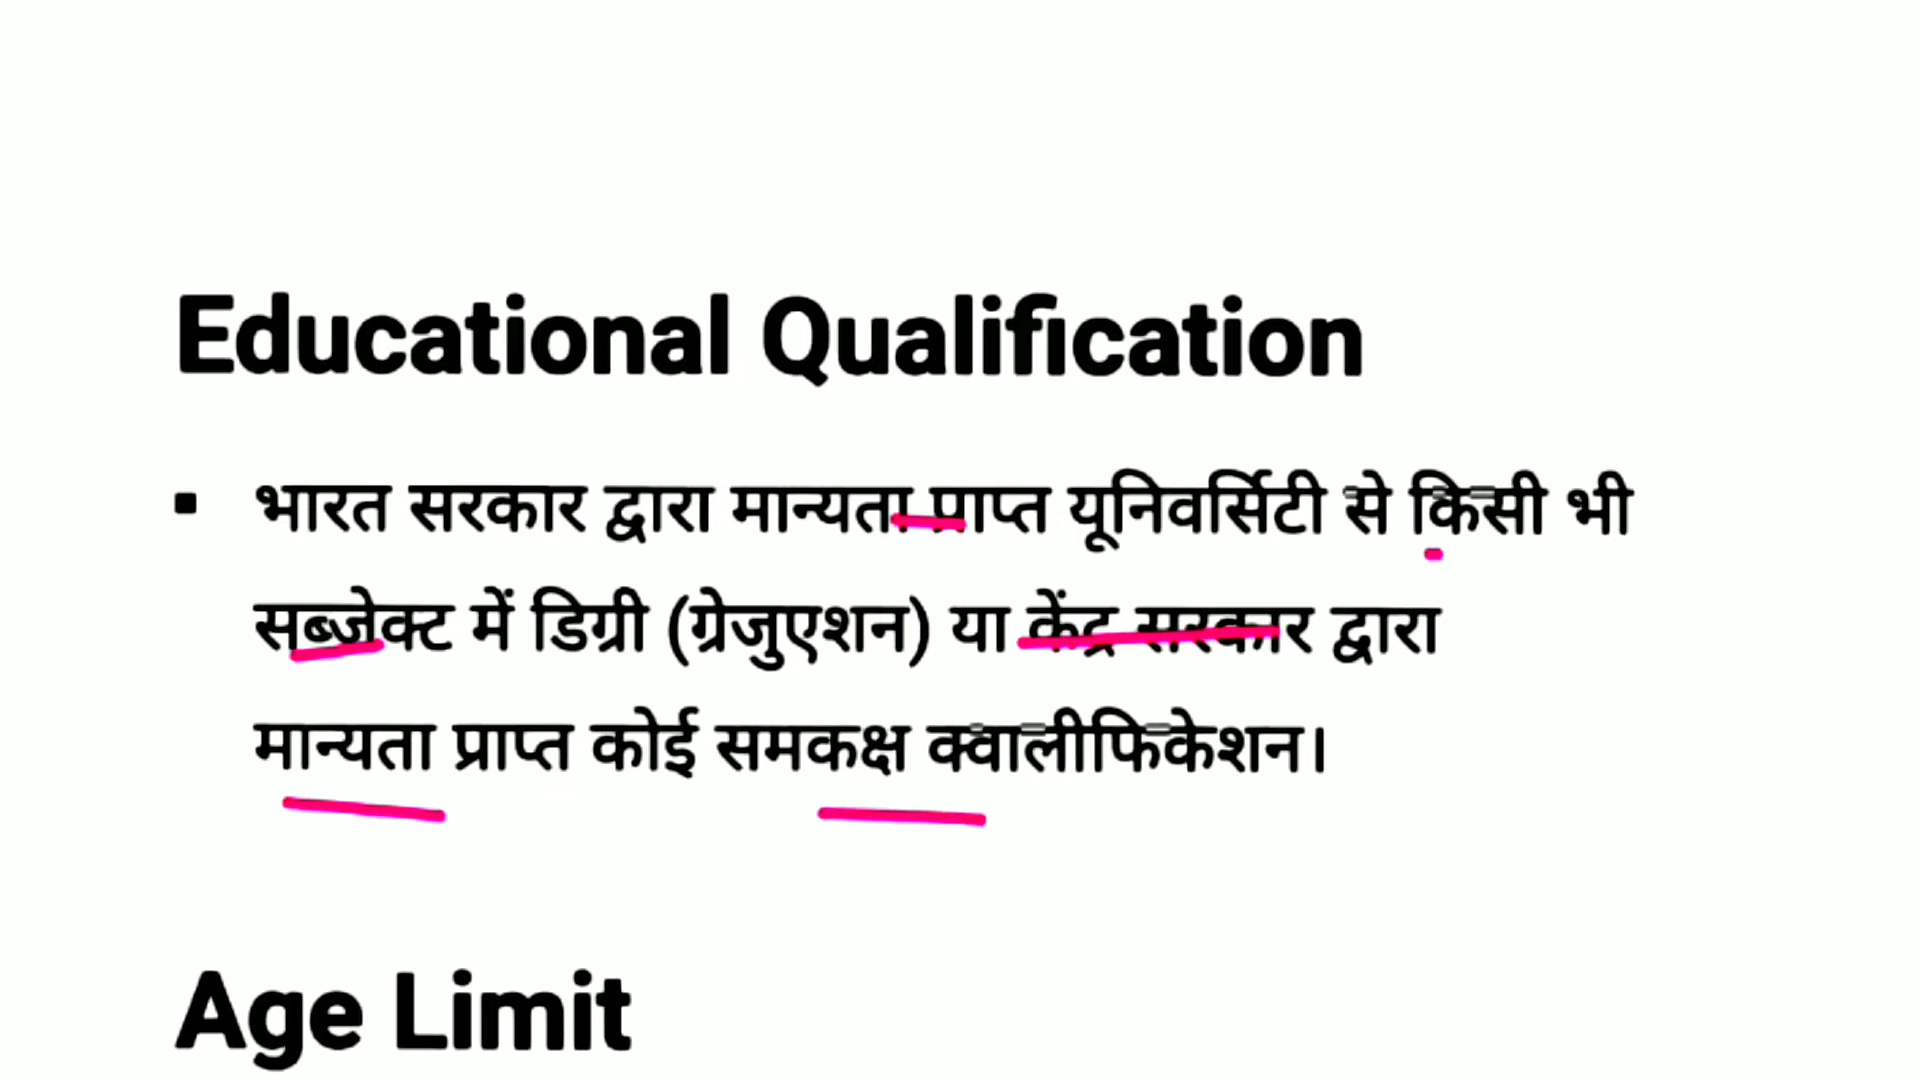 Educational Qualification
▪ भारत सरकार द्वारा मान्यता प्राप्त यूनिवर्सिटी से किसी भी
सब्जेक्ट में डिग्री (ग्रेजुएशन) या केंद्र सरकार द्वारा
मान्यता प्राप्त कोई समकक्ष क्वालीफिकेशन।
Age Limit